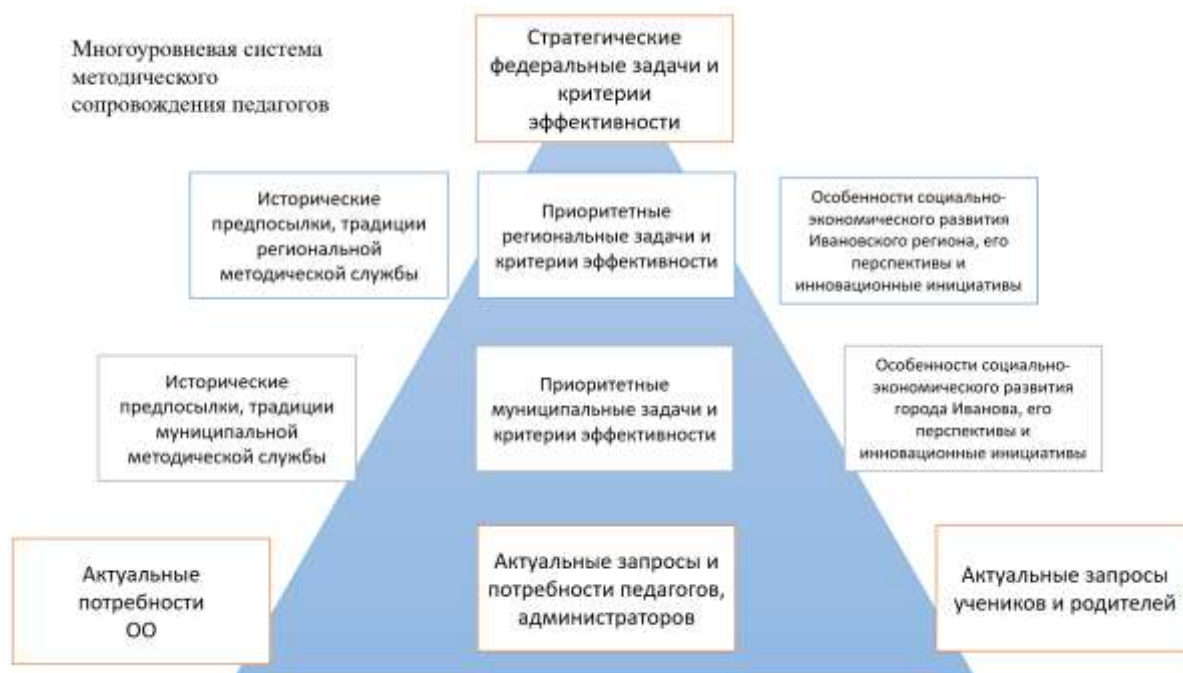 Многоуровневая система
методического
сопровождения педагогов
Стратегические
федеральные задачи и
критерии
эффективности
Исторические
предпосылки, традиции
региональной
методической службы
Приоритетные
региональные задачи и
критерии эффективности
Особенности социально-
экономического развития
Ивановского региона, его
перспективы и
инновационные инициативы
Исторические
предпосылки, традиции
муниципальной
методической службы
Приоритетные
муниципальные задачи и
критерии эффективности
Особенности социально-
экономического развития
города Иванова, его
перспективы и
инновационные инициативы
Актуальные
потребности
ОО
Актуальные запросы и
потребности педагогов,
администраторов
Актуальные запросы
учеников и родителей